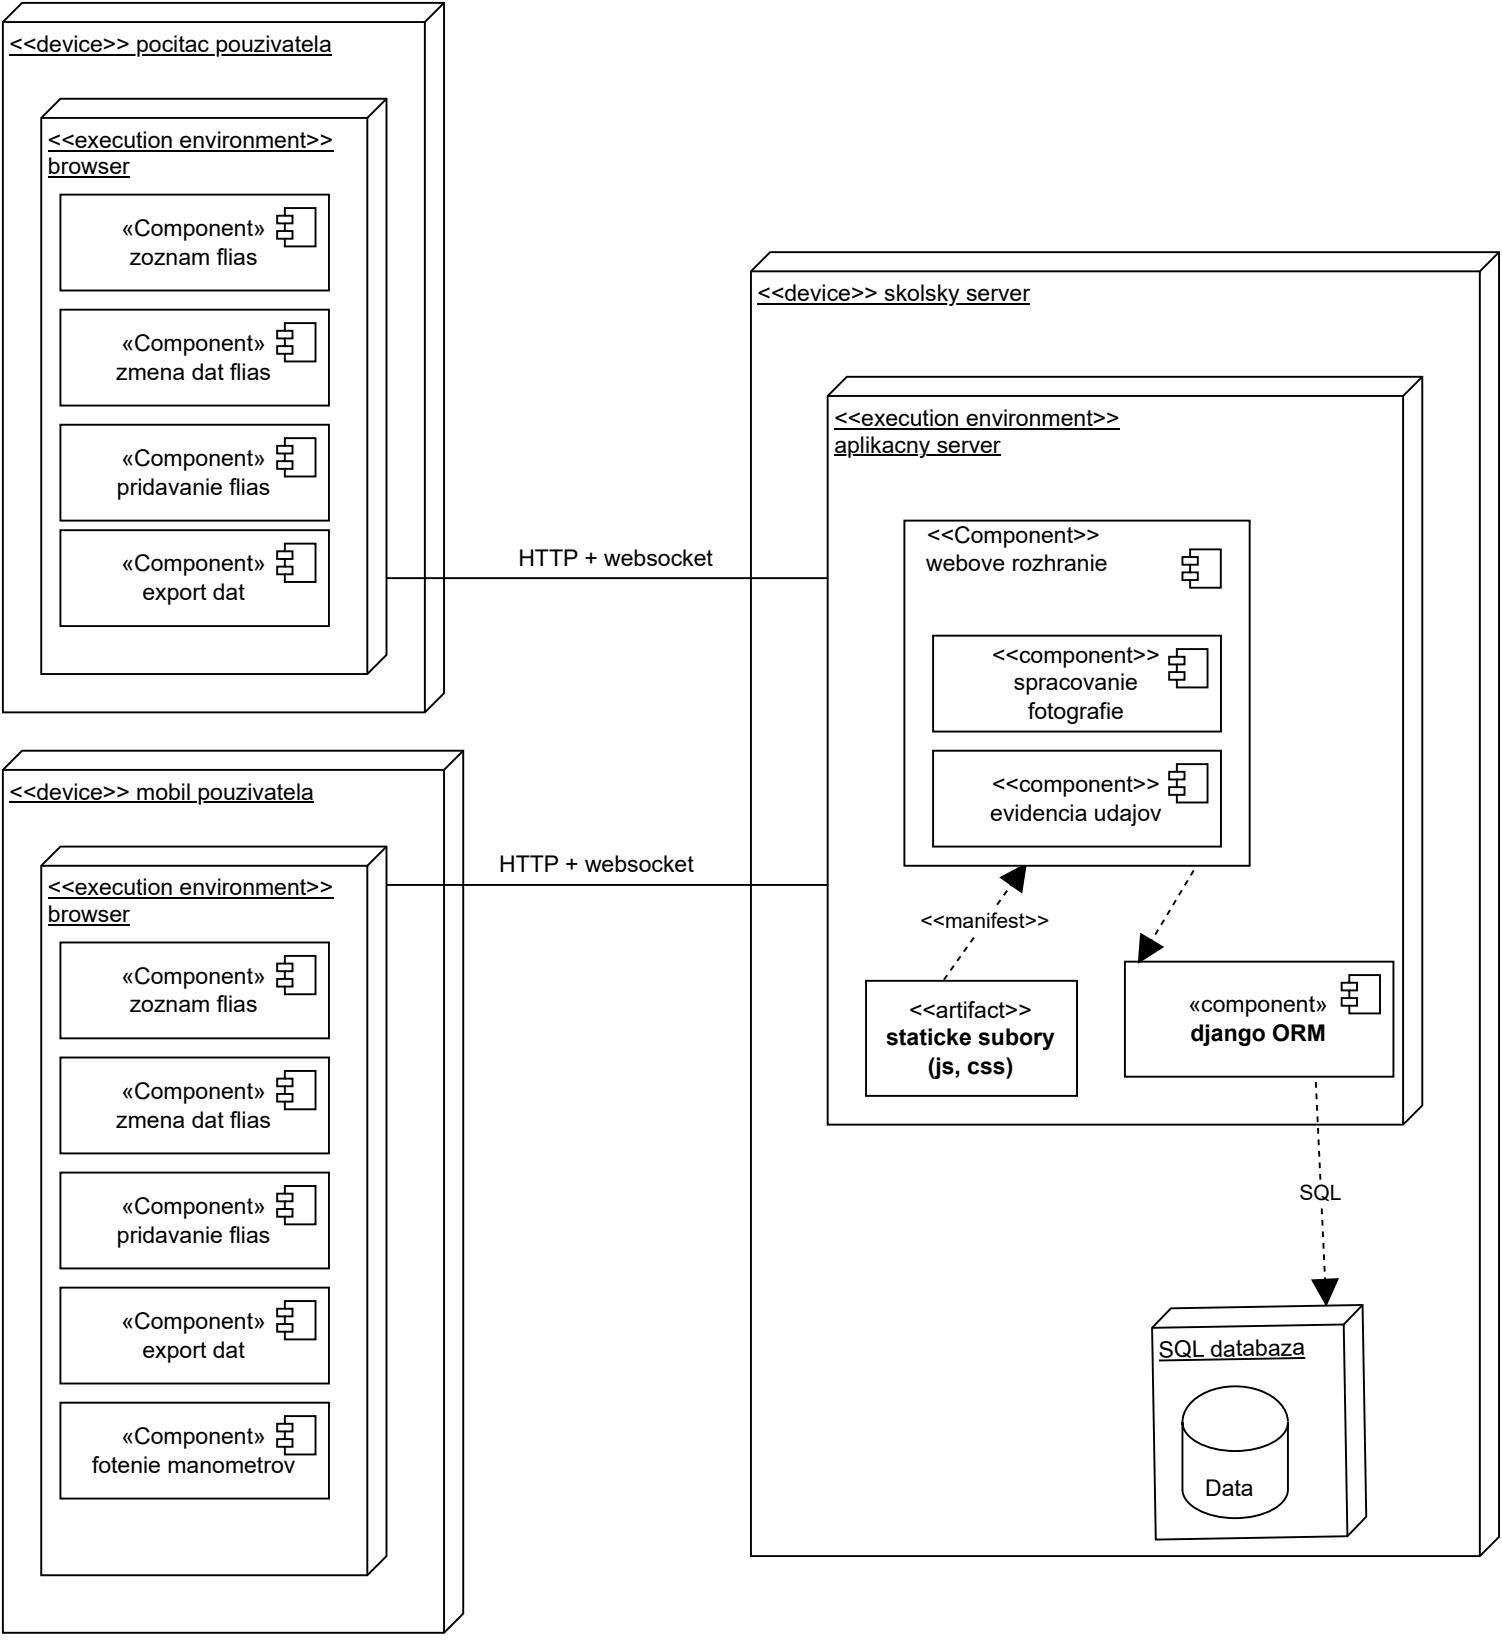 <<device>> pocitac pouzivatela
<<execution environment>>
browser
«Component»
zoznam flias
«Component»
zmena dat flias
«Component»
pridavanie flias
«Component»
export dat
HTTP + websocket
<<device>> mobil pouzivatela
<<execution environment>>
browser
«Component»
zoznam flias
«Component»
zmena dat flias
«Component»
pridavanie flias
«Component»
export dat
«Component»
fotenie manometrov
HTTP + websocket
<<device>> skolsky server
<<execution environment>>
aplikacny server
<<Component>>
webove rozhranie
<<component>>
spracovanie
fotografie
<<component>>
evidencia udajov
<<manifest>>
<<artifact>>
staticke subory
(js, css)
«component»
django ORM
SQL
SQL databaza
Data